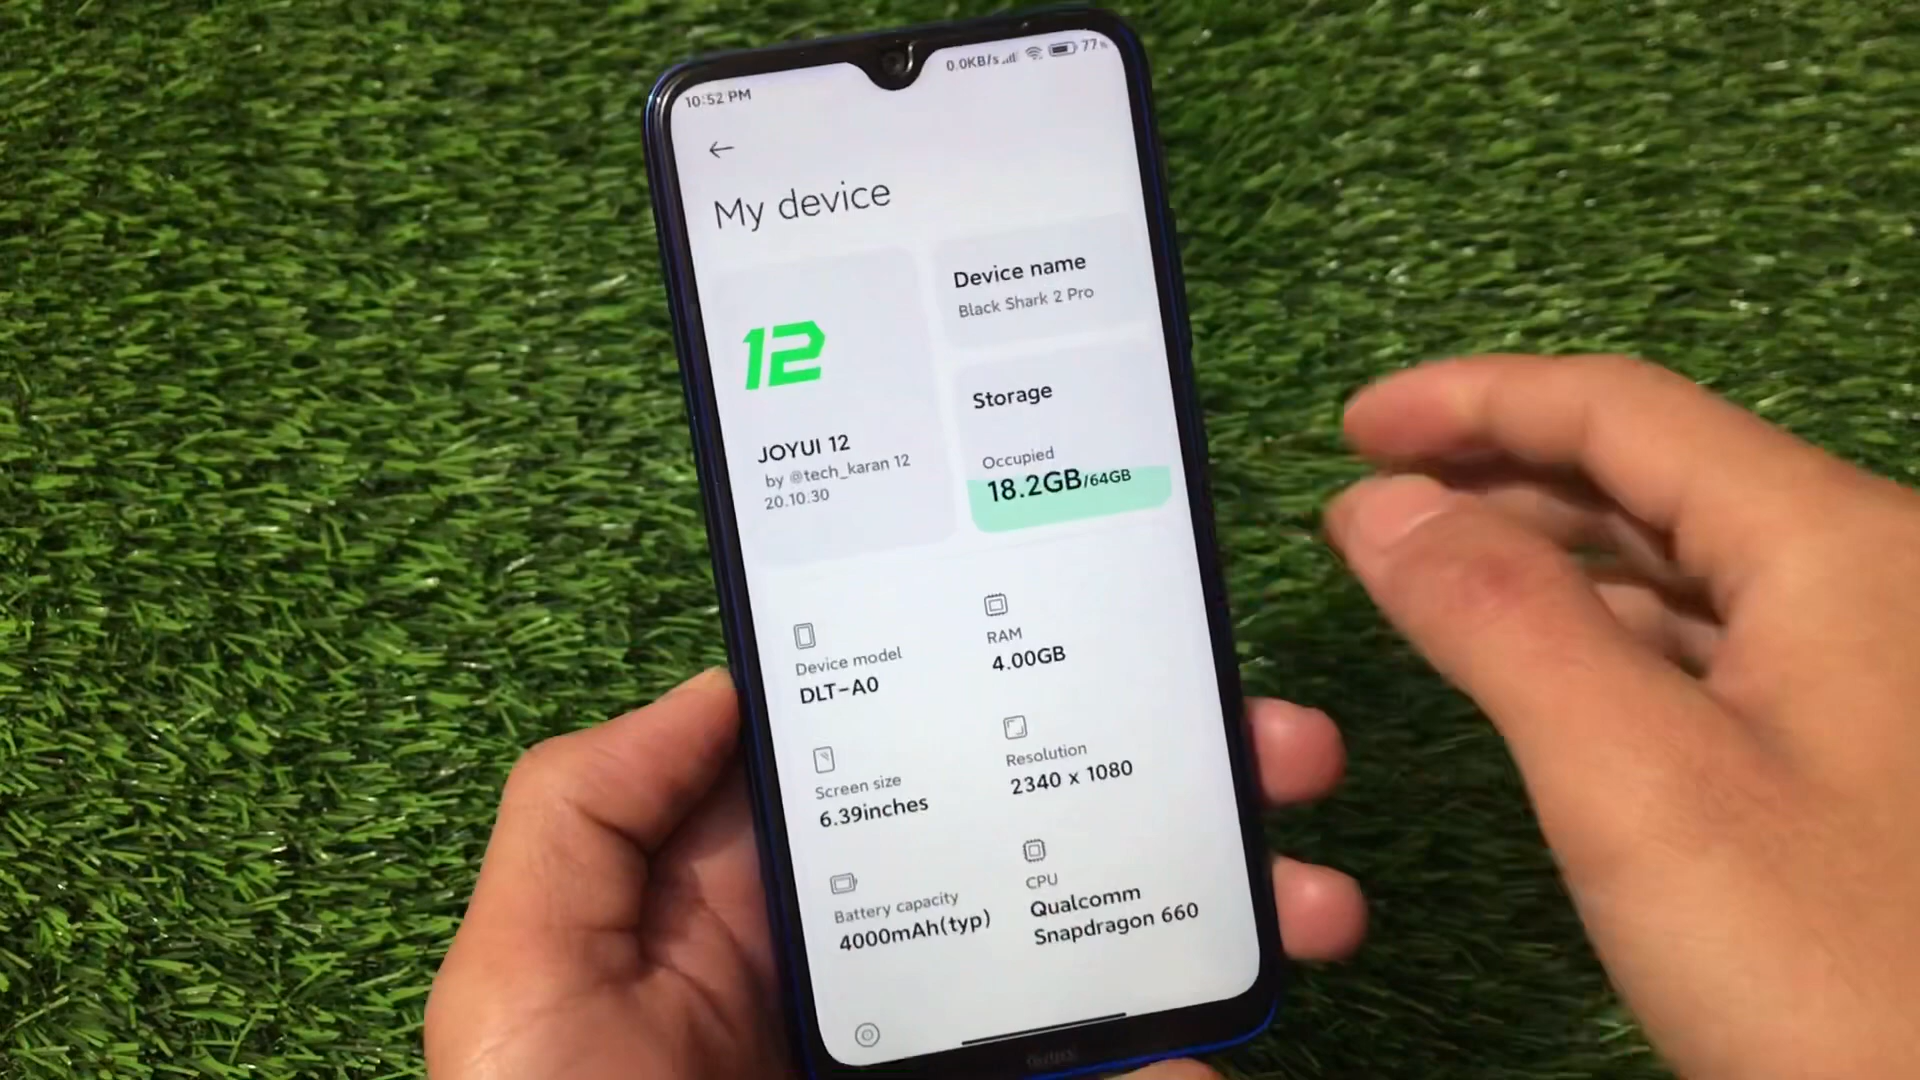 10:52 PM
0.0KB/s
77%
My device
12
JOYUI 12
by @tech_karan 12
20.10.30
Device name
Black Shark 2 Pro
Storage
Occupied
18.2GB/64GB
Device model
DLT-A0
RAM
4.00GB
Screen size
6.39inches
Resolution
2340 x 1080
Battery capacity
4000mAh(typ)
CPU
Qualcomm
Snapdragon 660